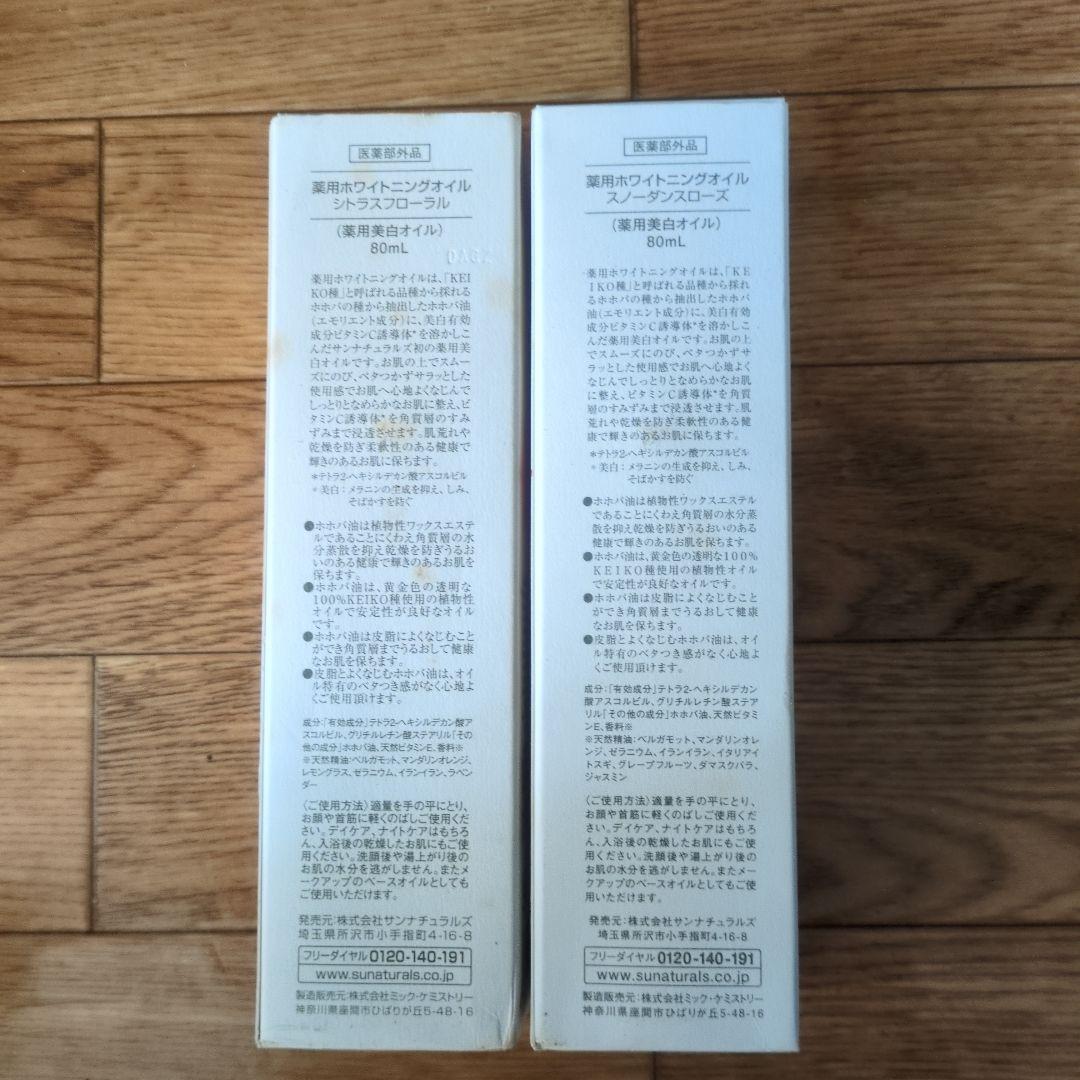 医薬部外品
薬用ホワイトニングオイル
シトラスフローラル
(薬用美白オイル)
80mL
0A6Z
薬用ホワイトニングオイルは、「KEI
KO種」と呼ばれる品種から採れる
ホホバの種から抽出したホホバ油
(エモリエント成分)に、美白有効
成分ビタミンC誘導体*を溶かしこ
んだサンナチュラルズ初の薬用美
白オイルです。お肌の上でスムー
ズにのび、ベタつかずサラッとした
使用感でお肌へ心地よくなじんで
しっとりとなめらかなお肌に整え、ビ
タミンC誘導体*を角質層のすみ
ずみまで浸透させます。肌荒れや
乾燥を防ぎ柔軟性のある健康で
輝きのあるお肌に保ちます。
*テトラ2-ヘキシルデカン酸アスコルビル
*美白:メラニンの生成を抑え、しみ、
そばかすを防ぐ
●ホホバ油は植物性ワックスエステ
ルであることにくわえ角質層の水
分蒸散を抑え乾燥を防ぎうるお
いのある健康で輝きのあるお肌を
保ちます。
●ホホバ油は、黄金色の透明な
100%KEIKO種使用の植物性
オイルで安定性が良好なオイル
です。
●ホホバ油は皮脂によくなじむこと
ができ角質層までうるおして健康
なお肌を保ちます。
●皮脂とよくなじむホホバ油は、オイ
ル特有のベタつき感がなく心地よ
くご使用頂けます。
成分:「有効成分」テトラ2-ヘキシルデカン酸ア
スコルビル、グリチルレチン酸ステアリル「その
他の成分」ホホバ油、天然ビタミンE、香料※
※天然精油:ベルガモット、マンダリンオレンジ、
レモングラス、ゼラニウム、イランイラン、ラベン
ダー
〈ご使用方法〉適量を手の平にとり、
お顔や首筋に軽くのばしご使用くだ
さい。デイケア、ナイトケアはもちろ
ん、入浴後の乾燥したお肌にもご使
用ください。洗顔後や湯上がり後の
お肌の水分を逃がしません。またメ
ークアップのベースオイルとしても
ご使用いただけます。
発売元:株式会社サンナチュラルズ
埼玉県所沢市小手指町4-16-8
フリーダイヤル 0120-140-191
www.sunaturals.co.jp
製造販売元:株式会社ミック・ケミストリー
神奈川県座間市ひばりが丘5-48-16
医薬部外品
薬用ホワイトニングオイル
スノーダンスローズ
(薬用美白オイル)
80mL
薬用ホワイトニングオイルは、「KE
IKO種」と呼ばれる品種から採れ
るホホバの種から抽出したホホバ
油(エモリエント成分)に、美白有効
成分ビタミンC誘導体*を溶かしこ
んだ薬用美白オイルです。お肌の上
でスムーズにのび、ベタつかずサ
ラッとした使用感でお肌へ心地よく
なじんでしっとりとなめらかなお肌
に整え、ビタミンC誘導体*を角質
層のすみずみまで浸透させます。肌
荒れや乾燥を防ぎ柔軟性のある健
康で輝きのあるお肌に保ちます。
*テトラ2-ヘキシルデカン酸アスコルビル
*美白:メラニンの生成を抑え、しみ、
そばかすを防ぐ
●ホホバ油は植物性ワックスエステル
であることにくわえ角質層の水分蒸
散を抑え乾燥を防ぎうるおいのある
健康で輝きのあるお肌を保ちます。
●ホホバ油は、黄金色の透明な100%
KEIKO種使用の植物性オイル
で安定性が良好なオイルです。
●ホホバ油は皮脂によくなじむこと
ができ角質層までうるおして健康
なお肌を保ちます。
●皮脂とよくなじむホホバ油は、オイ
ル特有のベタつき感がなく心地よ
くご使用頂けます。
成分:「有効成分」テトラ2-ヘキシルデカン
酸アスコルビル、グリチルレチン酸ステア
リル「その他の成分」ホホバ油、天然ビタミ
ンE、香料※
※天然精油:ベルガモット、マンダリンオレ
ンジ、ゼラニウム、イランイラン、イタリアイ
トスギ、グレープフルーツ、ダマスクバラ、
ジャスミン
〈ご使用方法〉適量を手の平にとり、
お顔や首筋に軽くのばしご使用くだ
さい。デイケア、ナイトケアはもちろ
ん、入浴後の乾燥したお肌にもご使
用ください。洗顔後や湯上がり後の
お肌の水分を逃がしません。またメ
ークアップのベースオイルとしてもご使
用いただけます。
発売元:株式会社サンナチュラルズ
埼玉県所沢市小手指町4-16-8
フリーダイヤル 0120-140-191
www.sunaturals.co.jp
製造販売元:株式会社ミック・ケミストリー
神奈川県座間市ひばりが丘5-48-16